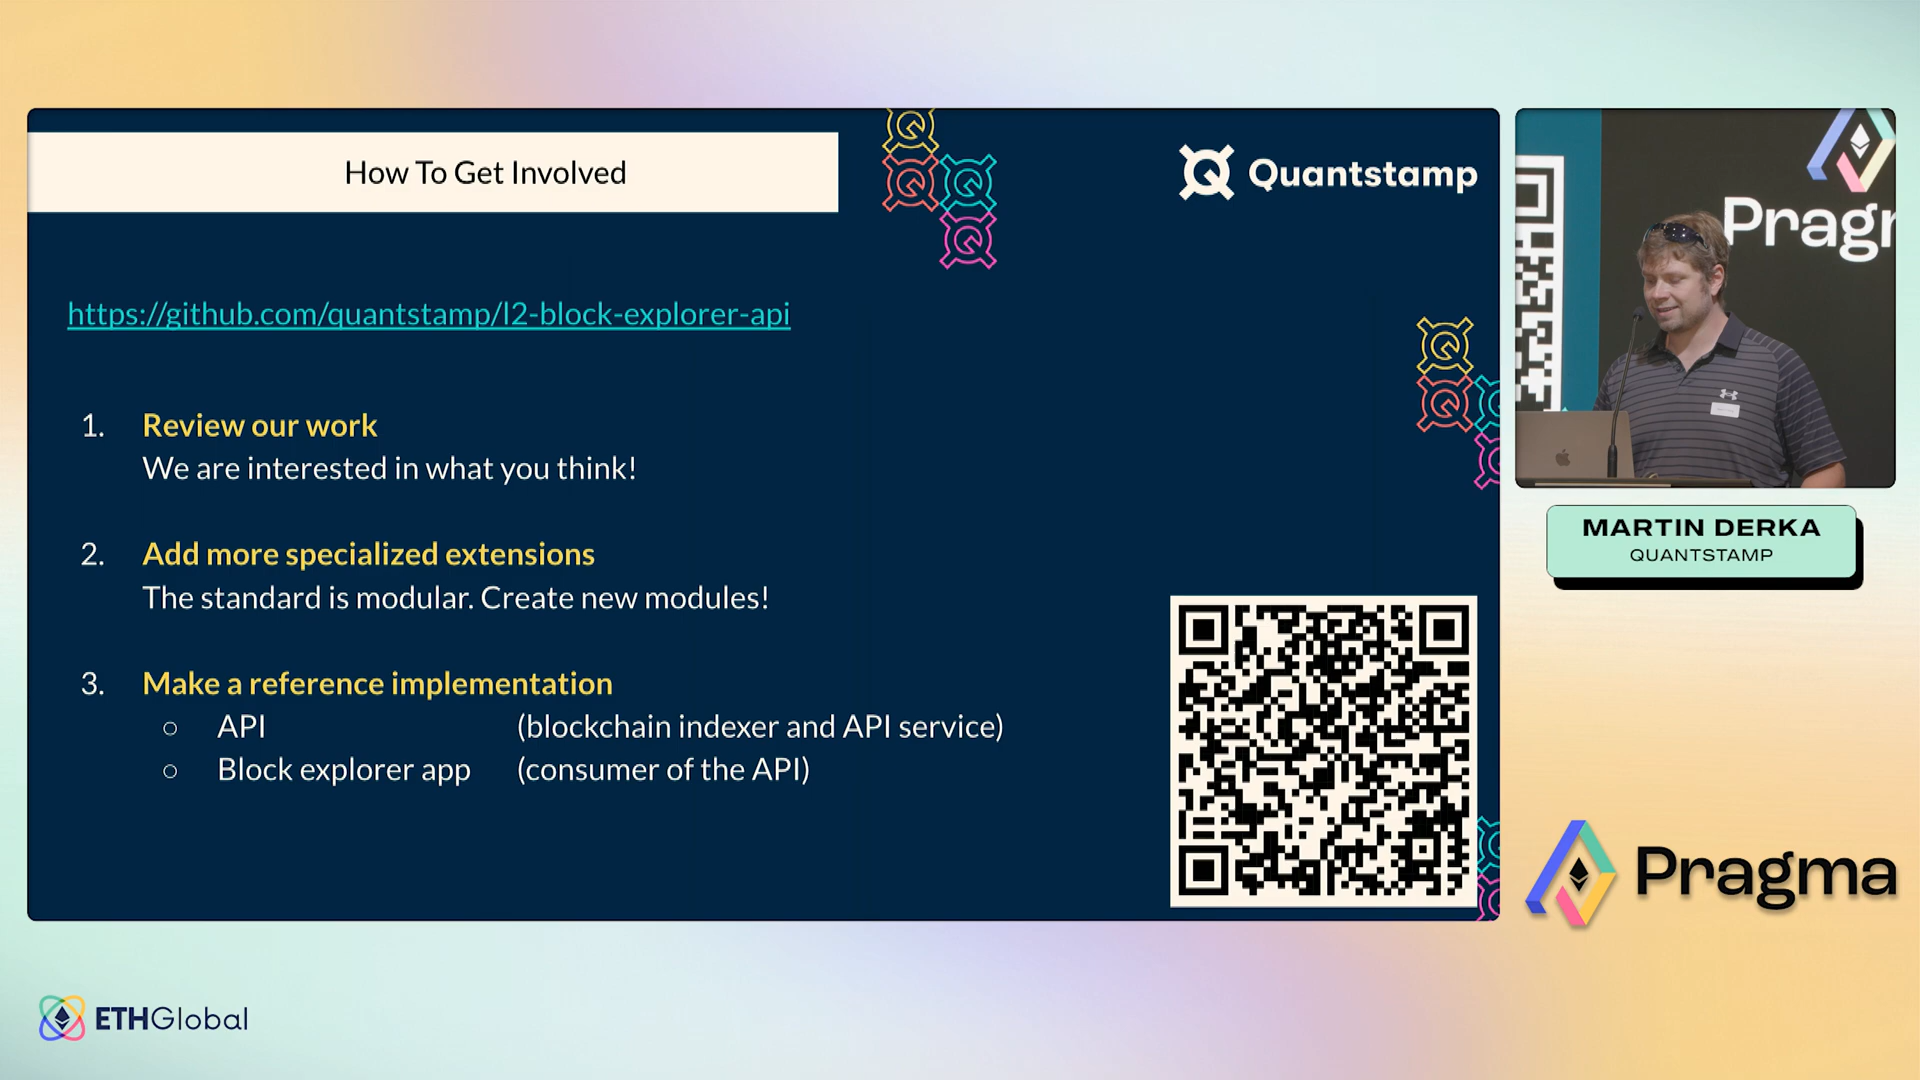 How To Get Involved
Quantstamp
https://github.com/quantstamp/l2-block-explorer-api
1. Review our work
We are interested in what you think!
2. Add more specialized extensions
The standard is modular. Create new modules!
3. Make a reference implementation
○ API (blockchain indexer and API service)
○ Block explorer app (consumer of the API)
Pragm
MARTIN DERKA
QUANTSTAMP
Pragma
ETHGlobal